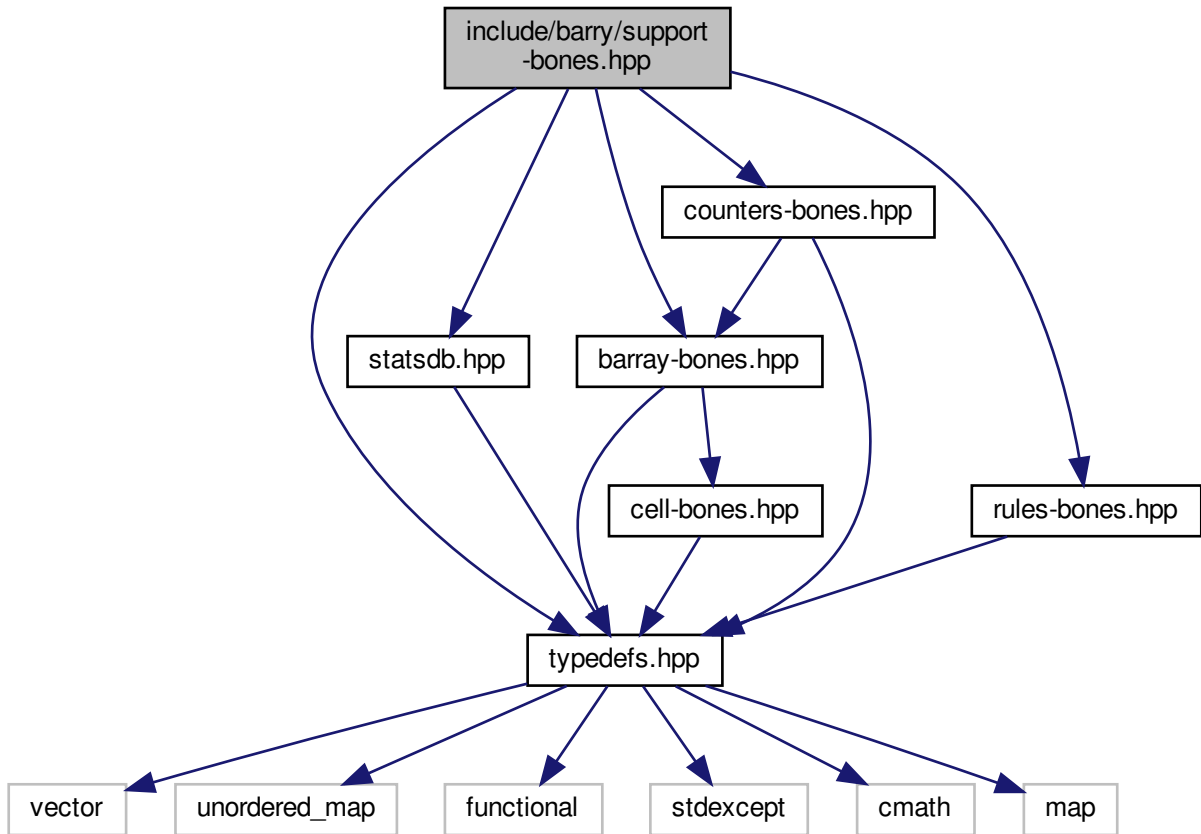 include/barry/support
-bones.hpp
counters-bones.hpp
statsdb.hpp
barray-bones.hpp
cell-bones.hpp
rules-bones.hpp
typedefs.hpp
vector
unordered_map
functional
stdexcept
cmath
map